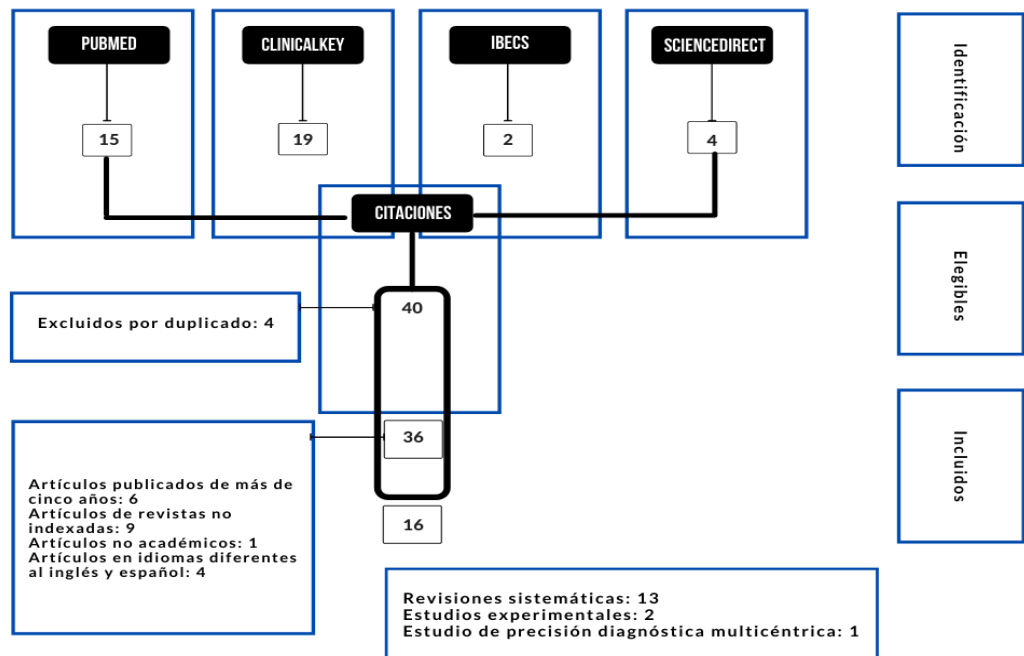 PUBMED
CLINICALKEY
IBECS
SCIENCEDIRECT
15
19
2
4
CITACIONES
40
Excluidos por duplicado: 4
36
Artículos publicados de más de
cinco años: 6
Artículos de revistas no
indexadas: 9
Artículos no académicos: 1
Artículos en idiomas diferentes
al inglés y español: 4
16
Revisiones sistemáticas: 13
Estudios experimentales: 2
Estudio de precisión diagnóstica multicéntrica: 1
Identificación
Elegibles
Incluidos